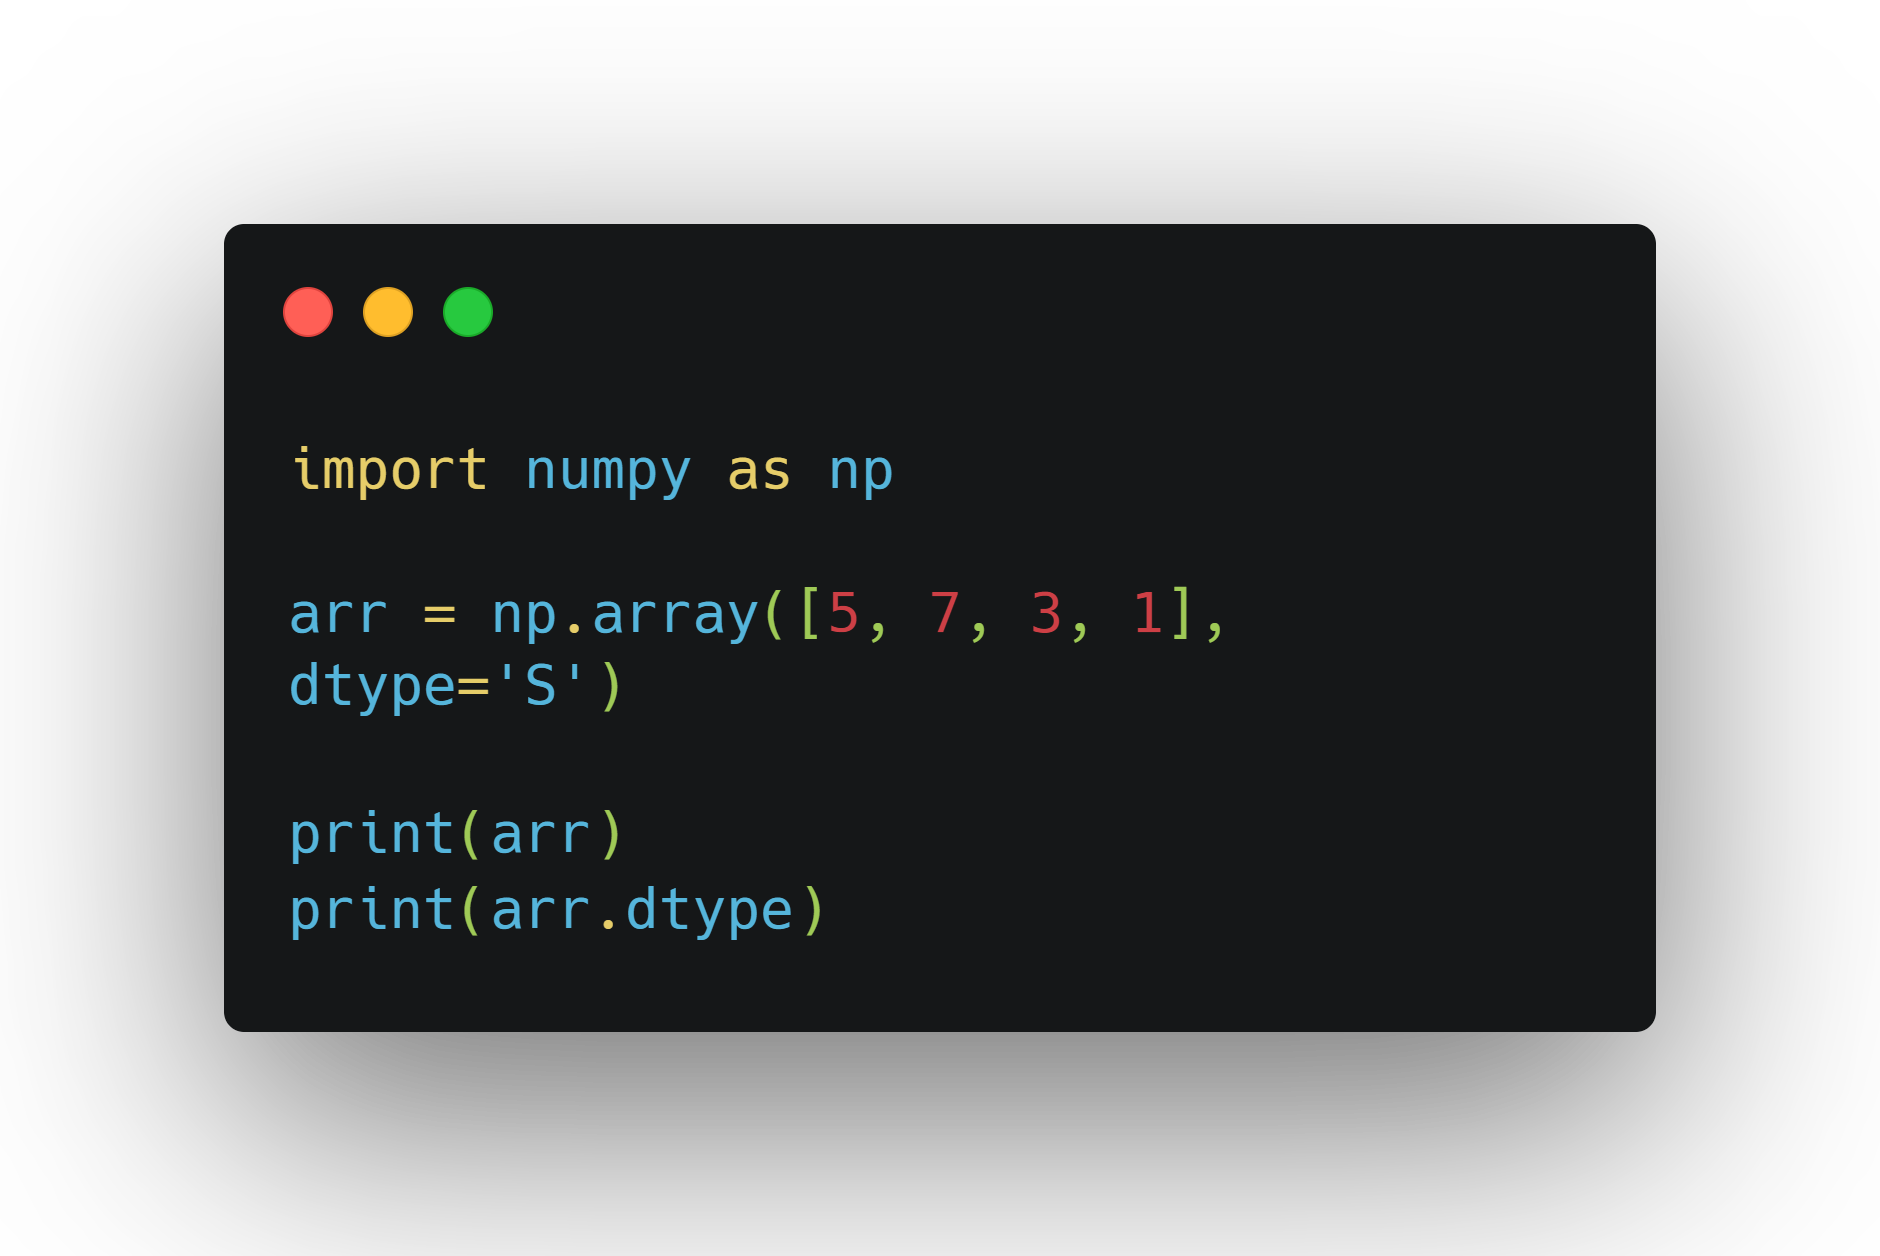 import numpy as np
arr = np.array([5, 7, 3, 1],
dtype='S')
print(arr)
print(arr.dtype)